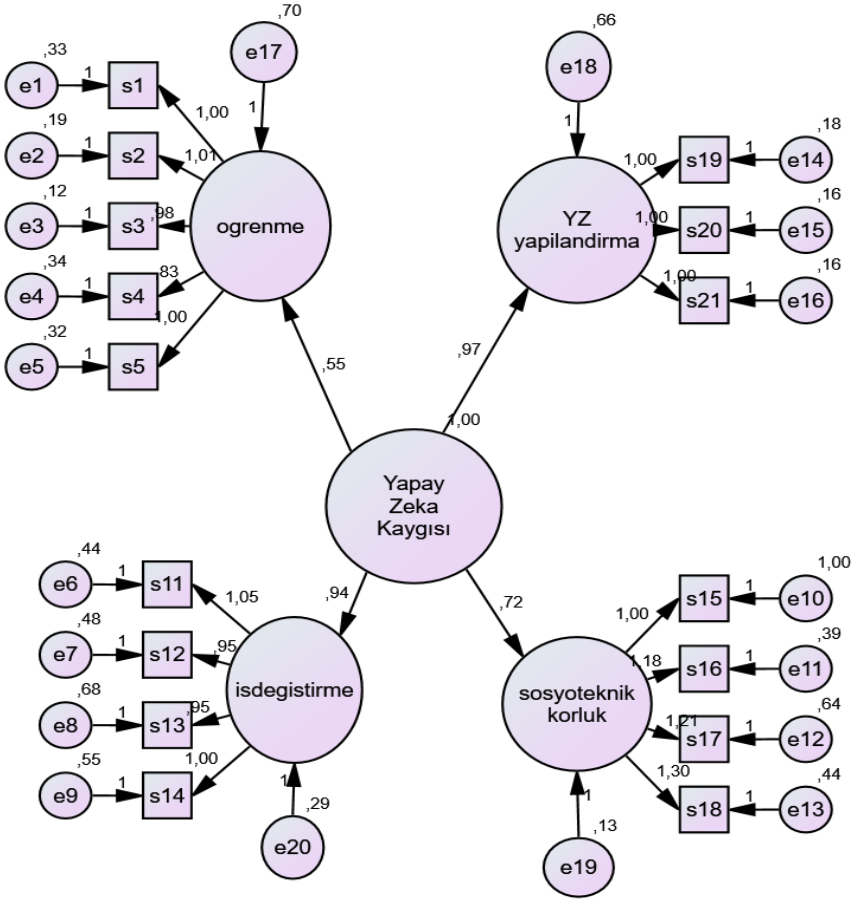 ,70
e17
1
,33
e1
1
s1
1,00
,19
e2
1
s2
1,01
,12
e3
1
s3
,98
,34
e4
1
s4
,83
,32
e5
1
s5
1,00
ogrenme
,66
e18
1
YZ
yapilandirma
1,00
s19
1
,18
e14
1,00
s20
1
,16
e15
1,00
s21
1
,16
e16
,55
,97
1,00
Yapay
Zeka
Kaygısı
,94
,72
,44
e6
1
s11
1,05
,48
e7
1
s12
,95
,68
e8
1
s13
,95
,55
e9
1
s14
1,00
isdegistirme
1
,29
e20
sosyoteknik
korluk
1,00
s15
1
1,00
e10
1,18
s16
1
,39
e11
1,21
s17
1
,64
e12
1,30
s18
1
,44
e13
1
,13
e19